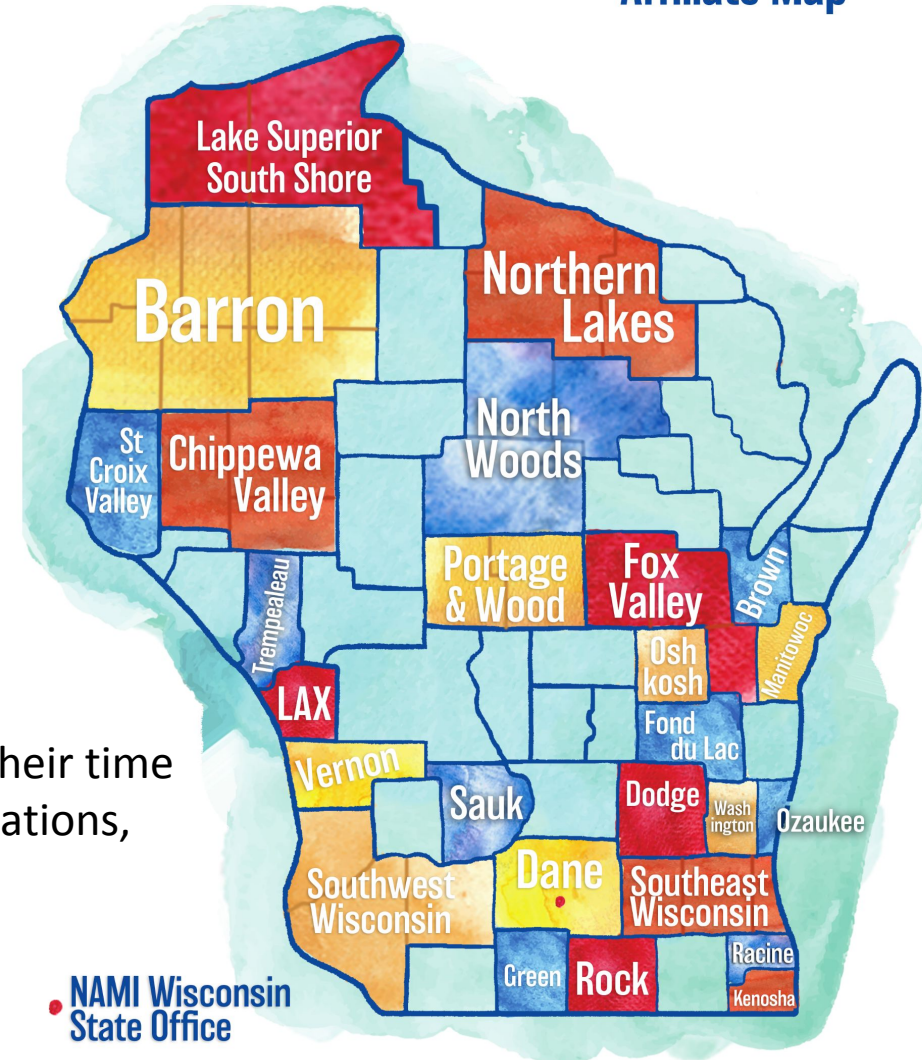 Affiliate Map
Lake Superior
South Shore
Barron
Northern
Lakes
North
Woods
St
Croix
Valley
Chippewa
Valley
Portage
& Wood
Fox
Valley
Brown
Trempealeau
Manitowoc
Osh
kosh
LAX
Fond
du Lac
Vernon
Sauk
Dodge
Wash
ington
Ozaukee
Dane
Southwest
Wisconsin
Southeast
Wisconsin
Green
Rock
Racine
Kenosha
their time
ations,
NAMI Wisconsin
State Office